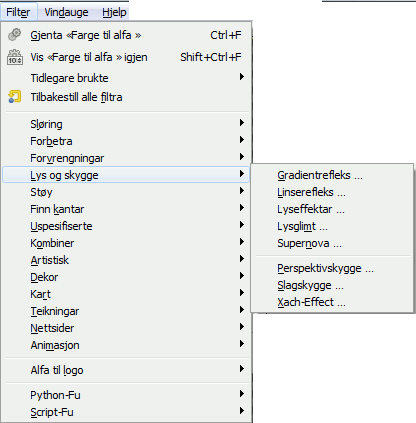 Filter Vindauge Hjelp
Gjenta «Farge til alfa » Ctrl+F
Vis «Farge til alfa » igjen Shift+Ctrl+F
Tidlegare brukte
Tilbakestill alle filtra
Sløring
Forbetra
Forvrengningar
Lys og skygge
Støy
Finn kantar
Uspesifiserte
Kombiner
Artistisk
Dekor
Kart
Teikningar
Nettsider
Animasjon
Alfa til logo
Python-Fu
Script-Fu
Gradientrefleks ...
Linserefleks ...
Lyseffektar ...
Lysglimt ...
Supernova ...
Perspektivskygge ...
Slagskygge ...
Xach-Effect ...